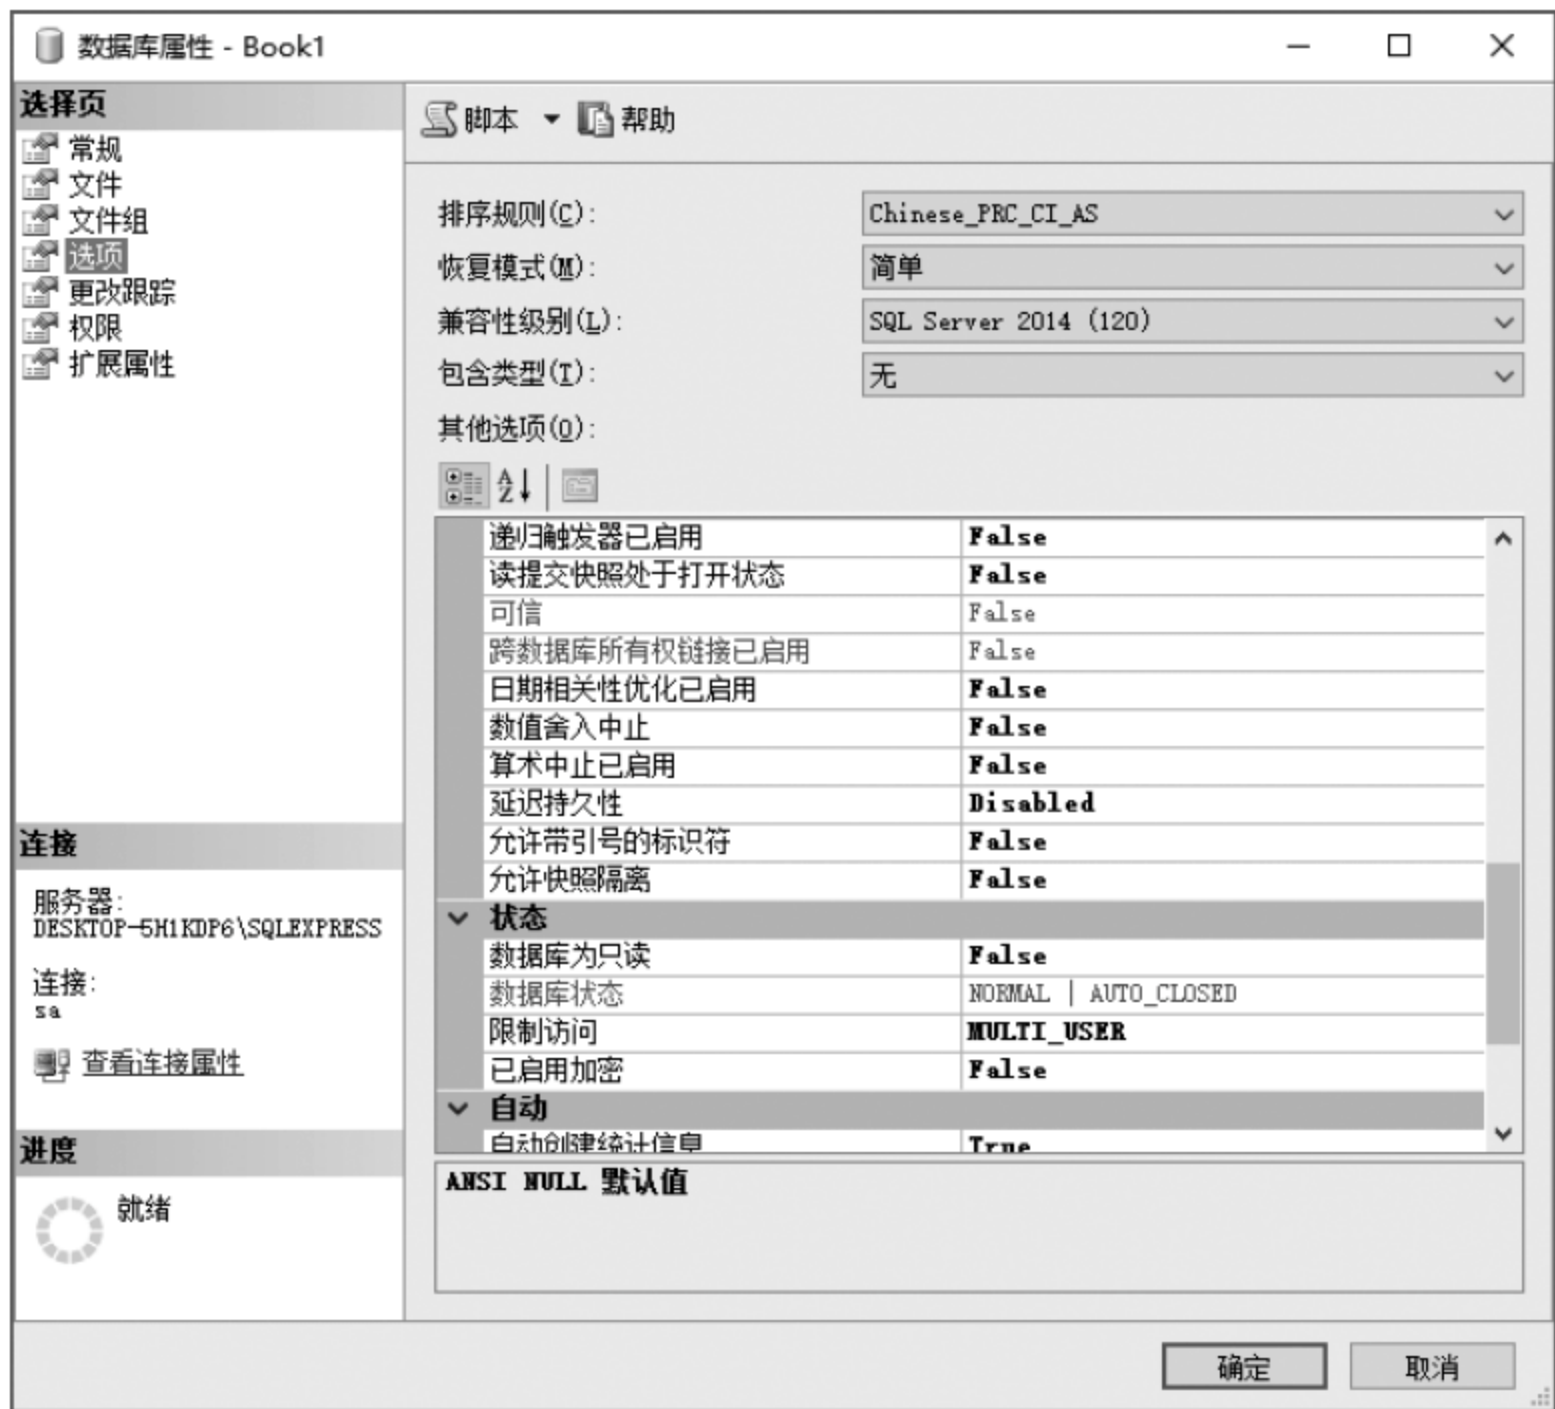 数据库属性 - Book1
选择页
常规
文件
文件组
选项
更改跟踪
权限
扩展属性
脚本 帮助
排序规则(C): Chinese_PRC_CI_AS
恢复模式(M): 简单
兼容性级别(L): SQL Server 2014 (120)
包含类型(T): 无
其他选项(O):
递归触发器已启用 False
读提交快照处于打开状态 False
可信 False
跨数据库所有权链接已启用 False
日期相关性优化已启用 False
数值舍入中止 False
算术中止已启用 False
延迟持久性 Disabled
允许带引号的标识符 False
允许快照隔离 False
状态
数据库为只读 False
数据库状态 NORMAL | AUTO_CLOSED
限制访问 MULTI_USER
已启用加密 False
自动
自动创建统计信息 True
ANSI NULL 默认值
连接
服务器:
DESKTOP-5H1KDP6\SQLEXPRESS
连接:
sa
查看连接属性
进度
就绪
确定 取消